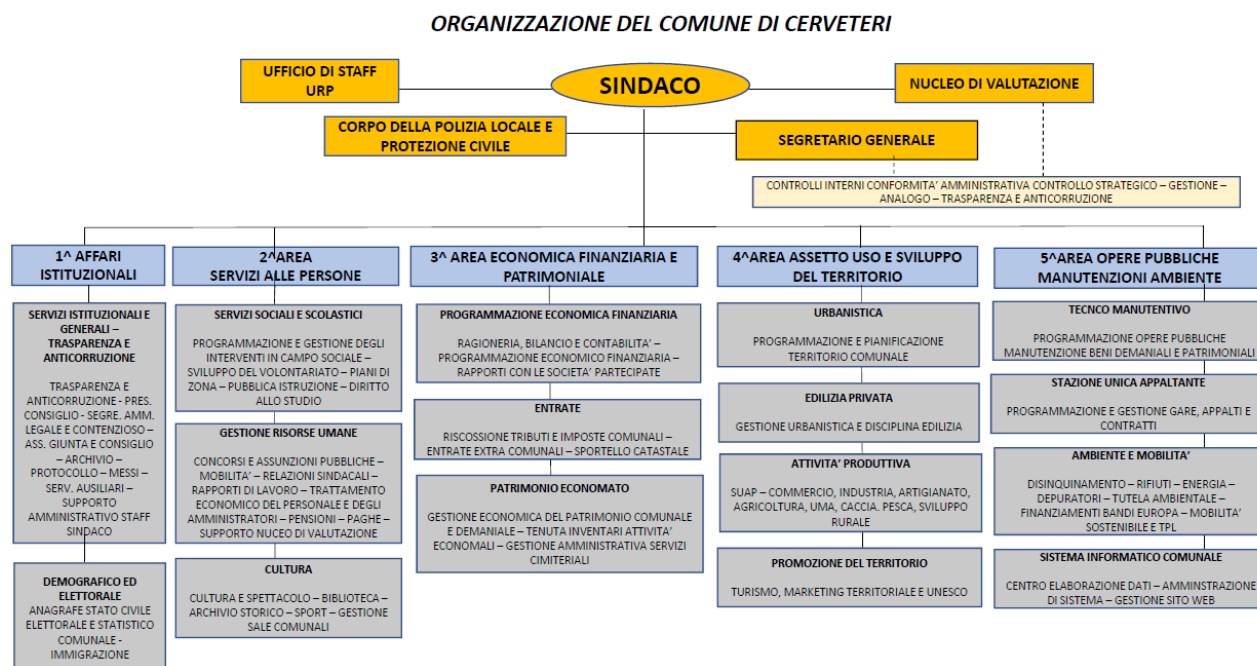 ORGANIZZAZIONE DEL COMUNE DI CERVETERI
UFFICIO DI STAFF
URP
SINDACO
NUCLEO DI VALUTAZIONE
CORPO DELLA POLIZIA LOCALE E
PROTEZIONE CIVILE
SEGRETARIO GENERALE
CONTROLLI INTERNI CONFORMITA' AMMINISTRATIVA CONTROLLO STRATEGICO – GESTIONE –
ANALOGO – TRASPARENZA E ANTICORRUZIONE
1^ AFFARI
ISTITUZIONALI
SERVIZI ISTITUZIONALI E
GENERALI –
TRASPARENZA E
ANTICORRUZIONE
TRASPARENZA E
ANTICORRUZIONE - PRES.
CONSIGLIO - SEGRE. AMM.
LEGALE E CONTENZIOSO –
ASS. GIUNTA E CONSIGLIO
– ARCHIVIO –
PROTOCOLLO – MESSI –
SERV. AUSILIARI –
SUPPORTO
AMMINISTRATIVO STAFF
SINDACO
DEMOGRAFICO ED
ELETTORALE
ANAGRAFE STATO CIVILE
ELETTORALE E STATISTICO
COMUNALE -
IMMIGRAZIONE
2^AREA
SERVIZI ALLE PERSONE
SERVIZI SOCIALI E SCOLASTICI
PROGRAMMAZIONE E GESTIONE DEGLI
INTERVENTI IN CAMPO SOCIALE –
SVILUPPO DEL VOLONTARIATO – PIANI DI
ZONA – PUBBLICA ISTRUZIONE – DIRITTO
ALLO STUDIO
GESTIONE RISORSE UMANE
CONCORSI E ASSUNZIONI PUBBLICHE –
MOBILITA' – RELAZIONI SINDACALI –
RAPPORTI DI LAVORO – TRATTAMENTO
ECONOMICO DEL PERSONALE E DEGLI
AMMINISTRATORI – PENSIONI – PAGHE –
SUPPORTO NUCEO DI VALUTAZIONE
CULTURA
CULTURA E SPETTACOLO – BIBLIOTECA –
ARCHIVIO STORICO – SPORT – GESTIONE
SALE COMUNALI
3^ AREA ECONOMICA FINANZIARIA E
PATRIMONIALE
PROGRAMMAZIONE ECONOMICA FINANZIARIA
RAGIONERIA, BILANCIO E CONTABILITA' –
PROGRAMMAZIONE ECONOMICO FINANZIARIA –
RAPPORTI CON LE SOCIETA' PARTECIPATE
ENTRATE
RISCOSSIONE TRIBUTI E IMPOSTE COMUNALI –
ENTRATE EXTRA COMUNALI – SPORTELLO CATASTALE
PATRIMONIO ECONOMATO
GESTIONE ECONOMICA DEL PATRIMONIO COMUNALE
E DEMANIALE – TENUTA INVENTARI ATTIVITA'
ECONOMALI – GESTIONE AMMINISTRATIVA SERVIZI
CIMITERIALI
4^AREA ASSETTO USO E SVILUPPO
DEL TERRITORIO
URBANISTICA
PROGRAMMAZIONE E PIANIFICAZIONE
TERRITORIO COMUNALE
EDILIZIA PRIVATA
GESTIONE URBANISTICA E DISCIPLINA EDILIZIA
ATTIVITA' PRODUTTIVA
SUAP – COMMERCIO, INDUSTRIA, ARTIGIANATO,
AGRICOLTURA, UMA, CACCIA. PESCA, SVILUPPO
RURALE
PROMOZIONE DEL TERRITORIO
TURISMO, MARKETING TERRITORIALE E UNESCO
5^AREA OPERE PUBBLICHE
MANUTENZIONI AMBIENTE
TECNCO MANUTENTIVO
PROGRAMMAZIONE OPERE PUBBLICHE
MANUTENZIONE BENI DEMANIALI E PATRIMONIALI
STAZIONE UNICA APPALTANTE
PROGRAMMAZIONE E GESTIONE GARE, APPALTI E
CONTRATTI
AMBIENTE E MOBILITA'
DISINQUINAMENTO – RIFIUTI – ENERGIA –
DEPURATORI – TUTELA AMBIENTALE –
FINANZIAMENTI BANDI EUROPA – MOBILITA'
SOSTENIBILE E TPL
SISTEMA INFORMATICO COMUNALE
CENTRO ELABORAZIONE DATI – AMMINSTRAZIONE
DI SISTEMA – GESTIONE SITO WEB